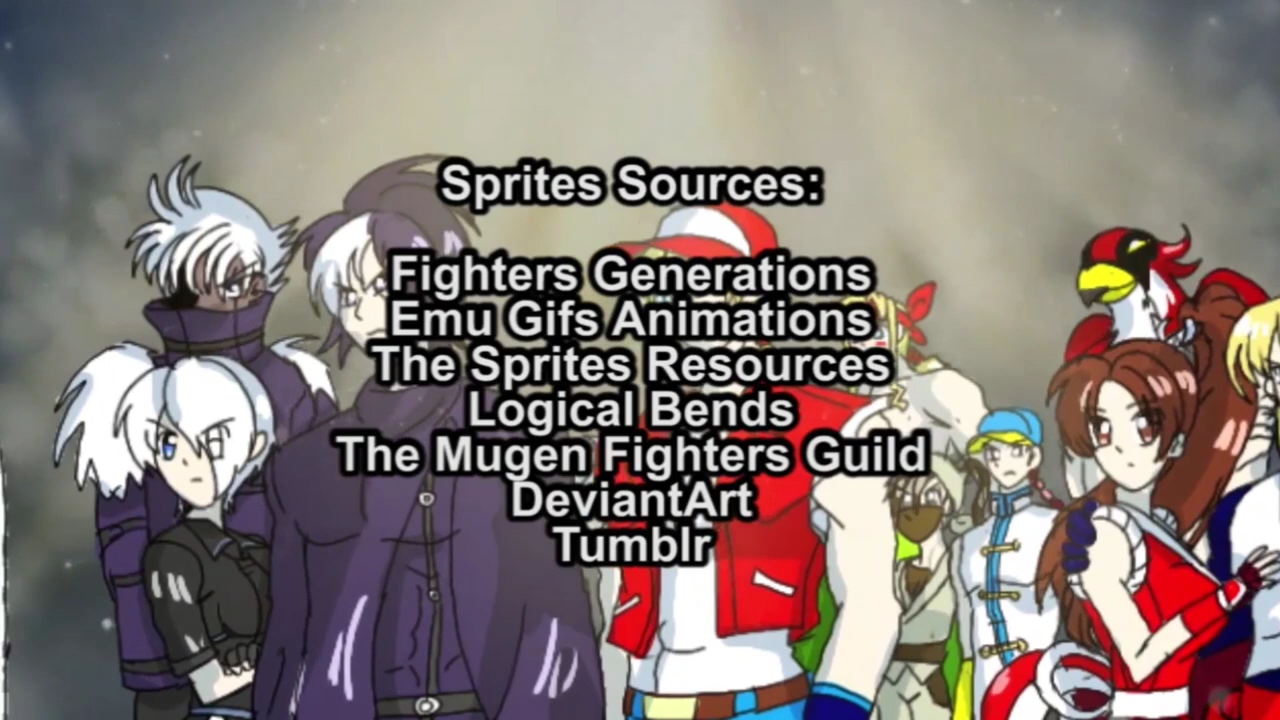 Sprites Sources:
Fighters Generations
Emu Gifs Animations
The Sprites Resources
Logical Bends
The Mugen Fighters Guild
DeviantArt
Tumblr